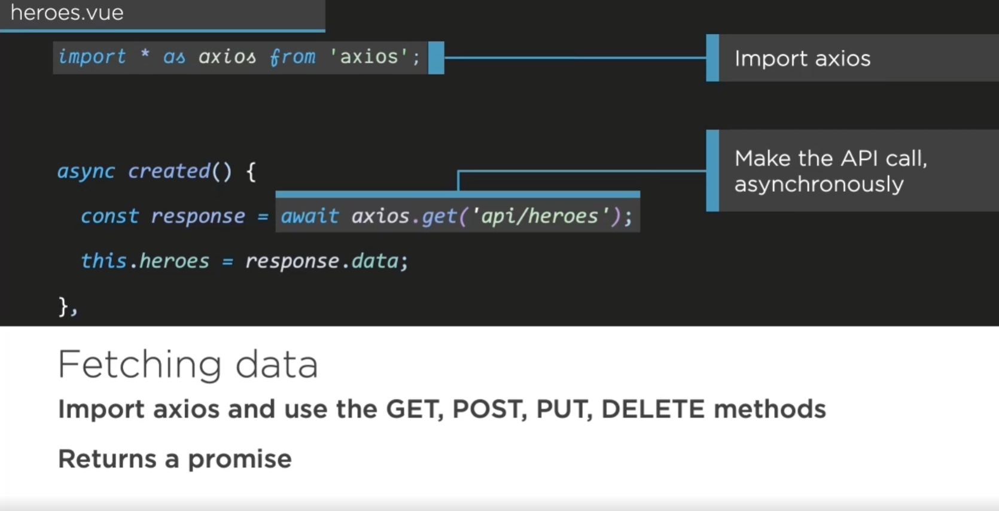 heroes.vue
import * as axios from 'axios';
Import axios
async created() {
Make the API call,
asynchronously
const response = await axios.get('api/heroes');
this.heroes = response.data;
},
Fetching data
Import axios and use the GET, POST, PUT, DELETE methods
Returns a promise